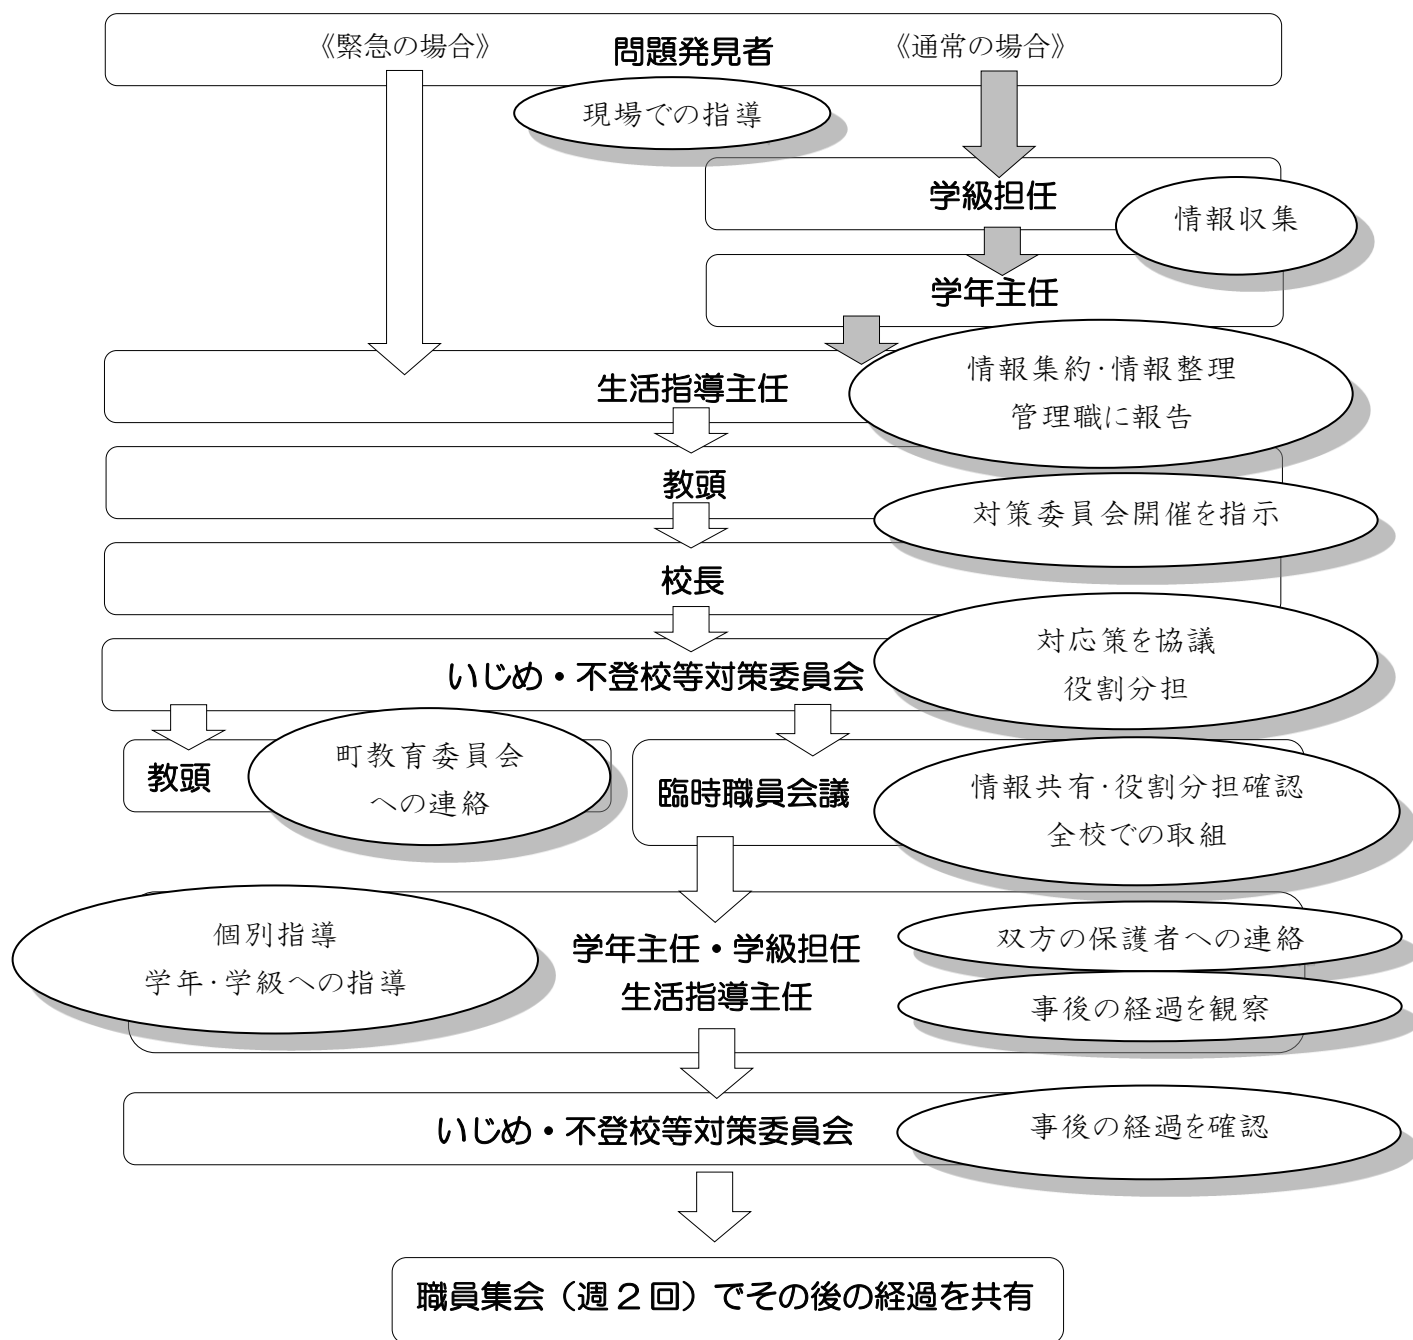 《緊急の場合》
問題発見者
《通常の場合》
現場での指導
学級担任
情報収集
学年主任
生活指導主任
情報集約・情報整理
管理職に報告
教頭
対策委員会開催を指示
校長
対応策を協議
役割分担
いじめ・不登校等対策委員会
教頭
町教育委員会
への連絡
臨時職員会議
情報共有・役割分担確認
全校での取組
個別指導
学年・学級への指導
学年主任・学級担任
生活指導主任
双方の保護者への連絡
事後の経過を観察
いじめ・不登校等対策委員会
事後の経過を確認
職員集会（週２回）でその後の経過を共有